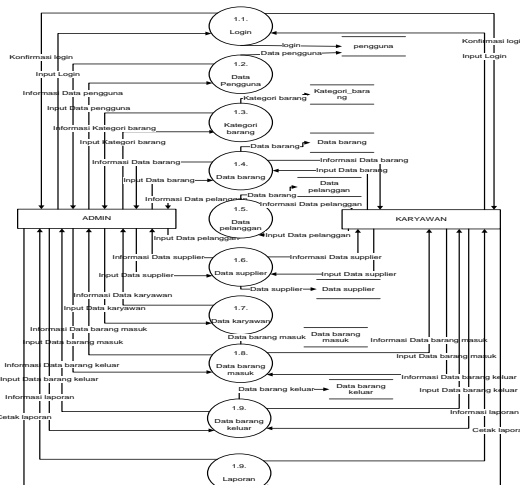 1.1.
Login
Konfirmasi login
Input Login
login
pengguna
Data pengguna
Konfirmasi logi
Input Login
1.2.
Data
Pengguna
Informasi Data pengguna
Input Data pengguna
Kategori barang
Kategori_bara
ng
1.3.
Kategori
barang
Informasi Kategori barang
Input Kategori barang
Data barang
Data barang
1.4.
Data barang
Informasi Data barang
Input Data barang
Informasi Data barang
Input Data barang
Data barang
Data
pelanggan
Informasi Data pelanggan
Informasi Data pelanggan
1.5.
Data
pelanggan
ADMIN
KARYAWAN
Input Data pelanggan
Input Data pelanggan
1.6.
Data supplier
Informasi Data supplier
Input Data supplier
Informasi Data supplier
Input Data supplier
Data supplier
Data supplier
1.7.
Data karyawan
Informasi Data karyawan
Input Data karyawan
Data barang masuk
Data barang
masuk
1.8.
Data barang
masuk
Informasi Data barang masuk
Input Data barang masuk
Informasi Data barang masuk
Input Data barang masuk
Data barang keluar
Data barang
keluar
1.9.
Data barang
keluar
Informasi Data barang keluar
Input Data barang keluar
Informasi Data barang keluar
Input Data barang keluar
Informasi laporan
Cetak laporan
Informasi laporan
Cetak lapora
1.9.
Laporan